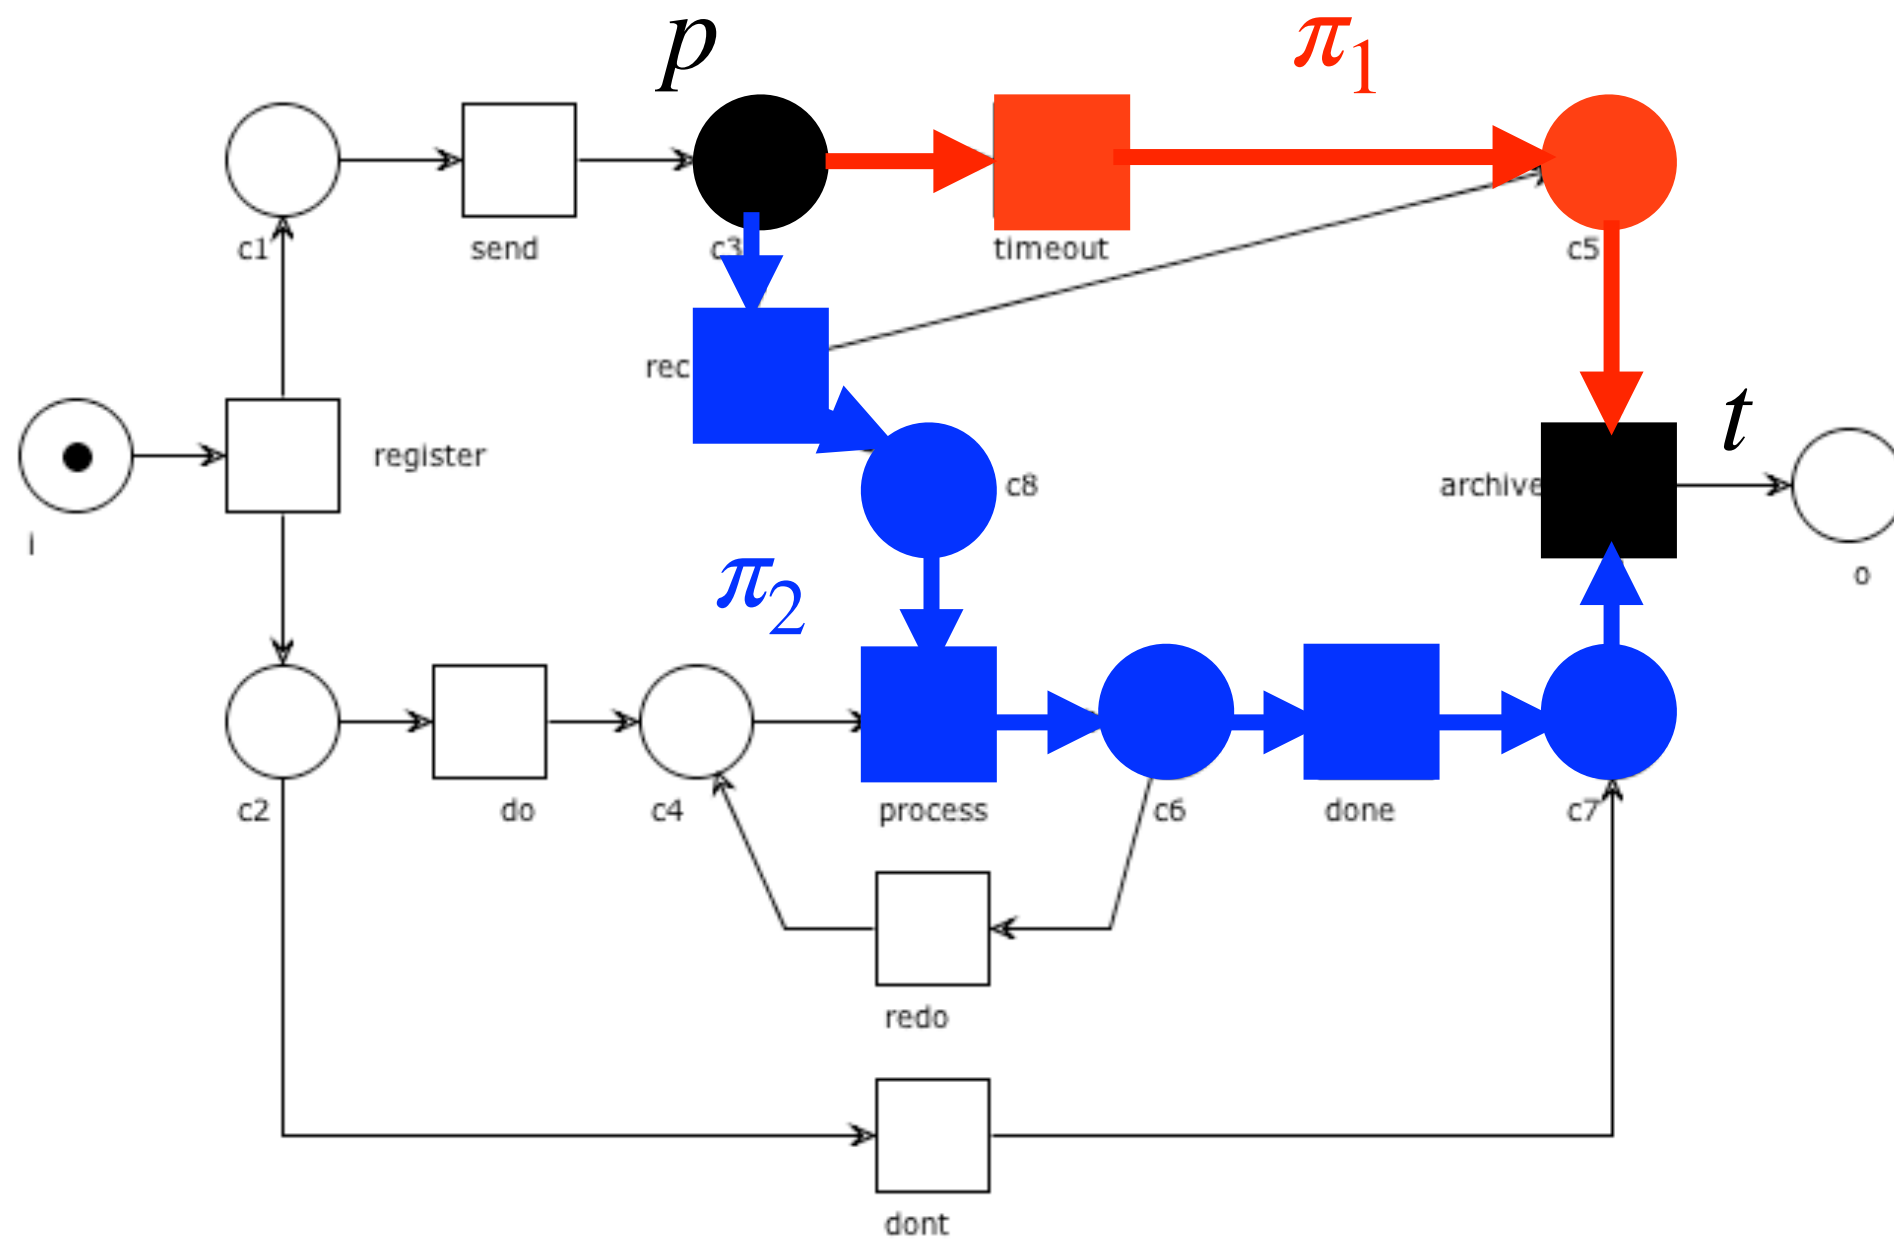 p
π1
c1
send
c3
timeout
c5
rec
register
archive
t
c8
i
π2
o
c2
do
c4
process
c6
done
c7
redo
dont